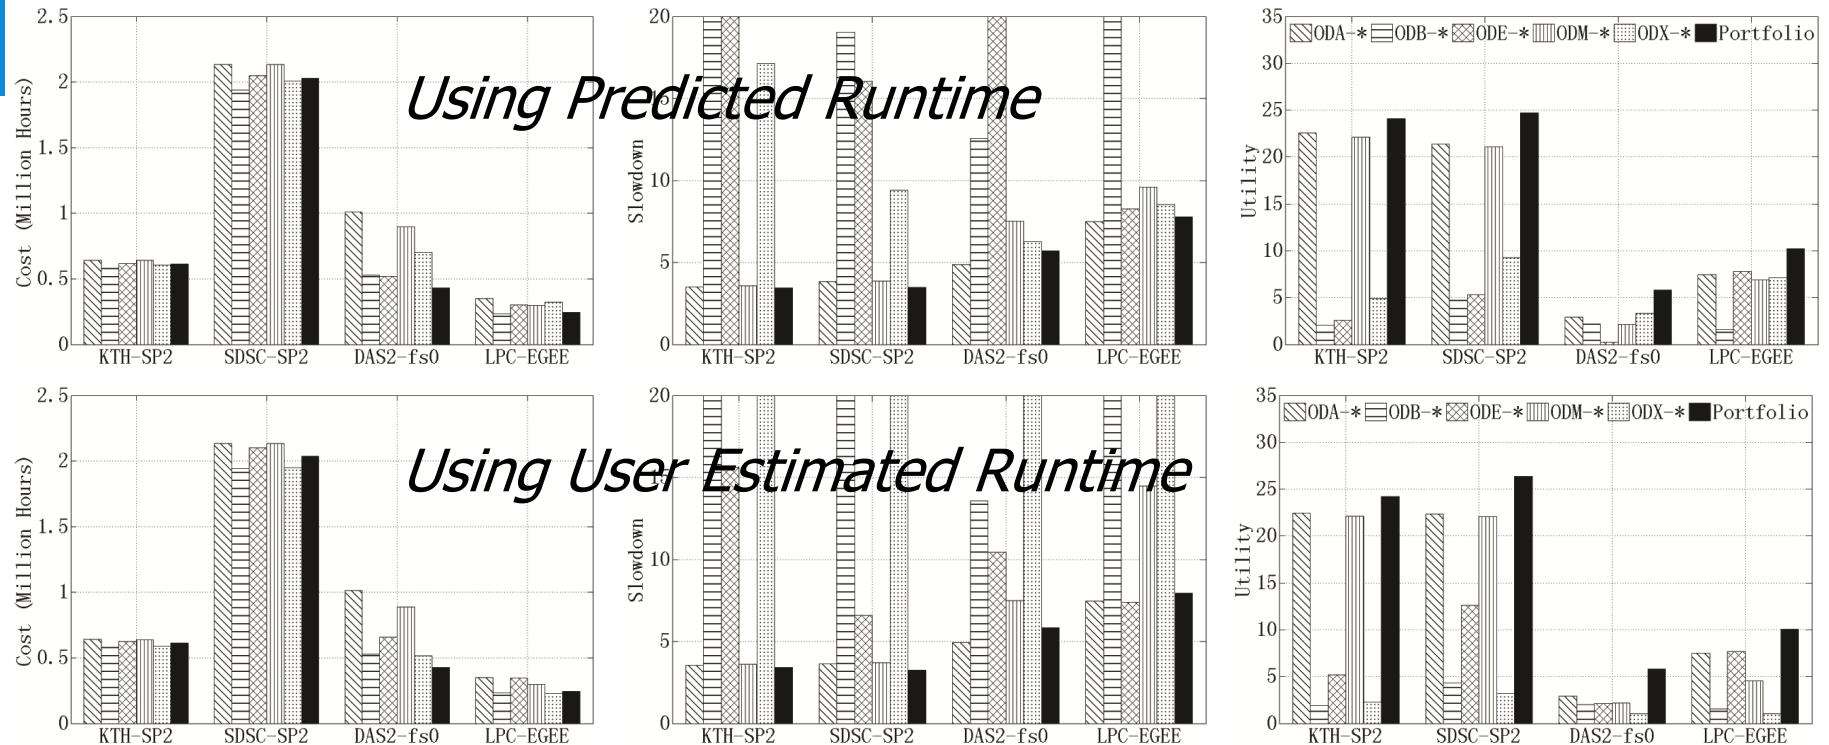 2.5
2
1.5
1
0.5
0
Cost (Million Hours)
KTH-SP2 SDSC-SP2 DAS2-fs0 LPC-EGEE
20
15
10
5
0
Slowdown
KTH-SP2 SDSC-SP2 DAS2-fs0 LPC-EGEE
35
30
25
20
15
10
5
0
Utility
ODA-* ODB-* ODE-* ODM-* ODX-* Portfolio
KTH-SP2 SDSC-SP2 DAS2-fs0 LPC-EGEE
Using Predicted Runtime
2.5
2
1.5
1
0.5
0
Cost (Million Hours)
KTH-SP2 SDSC-SP2 DAS2-fs0 LPC-EGEE
20
15
10
5
0
Slowdown
KTH-SP2 SDSC-SP2 DAS2-fs0 LPC-EGEE
35
30
25
20
15
10
5
0
Utility
ODA-* ODB-* ODE-* ODM-* ODX-* Portfolio
KTH-SP2 SDSC-SP2 DAS2-fs0 LPC-EGEE
Using User Estimated Runtime